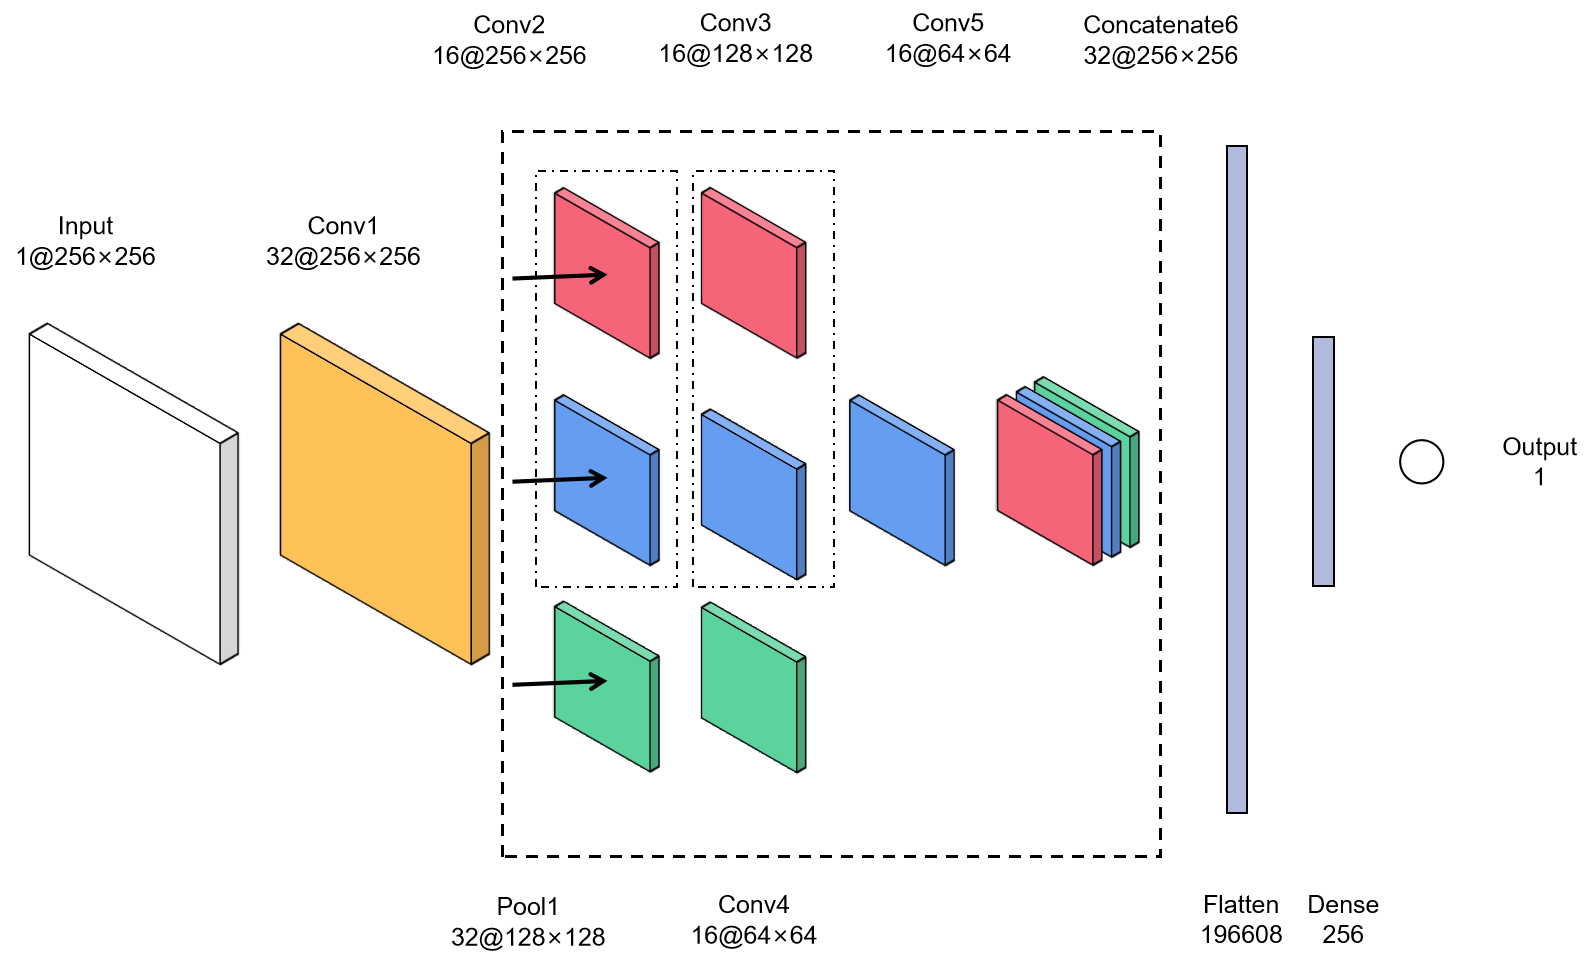 Conv2
16@256×256
Conv3
16@128×128
Conv5
16@64×64
Concatenate6
32@256×256
Input
1@256×256
Conv1
32@256×256
Output
1
Pool1
32@128×128
Conv4
16@64×64
Flatten
196608
Dense
256